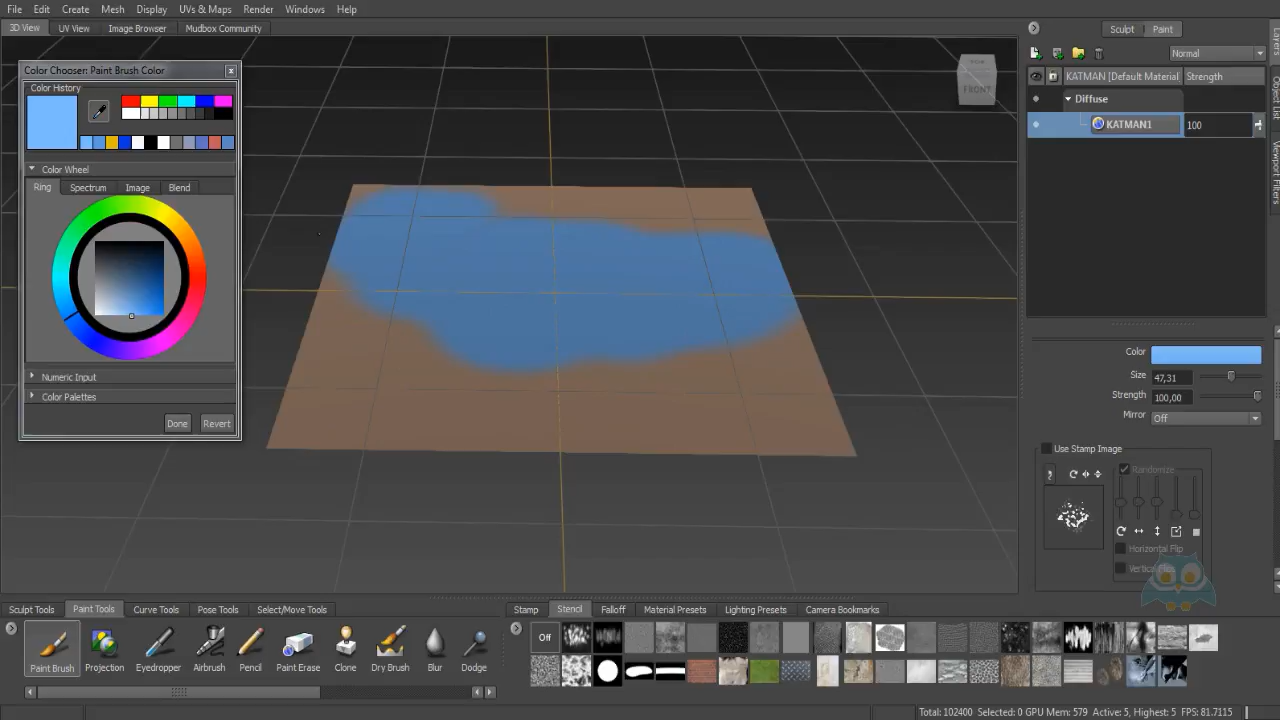 File Edit Create Mesh Display UVs & Maps Render Windows Help
3D View UV View Image Browser Mudbox Community
Sculpt Paint
Color Chooser: Paint Brush Color
x
Color History
Color Wheel
Ring Spectrum Image Blend
Numeric Input
Color Palettes
Done Revert
FRONT
Normal
KATMAN [Default Material Strength
Diffuse
KATMAN1 100
Layers
Object List
Viewport Filters
Color
Size 47,31
Strength 100,00
Mirror Off
Use Stamp Image
Randomize
Horizontal Flip
Sculpt Tools Paint Tools Curve Tools Pose Tools Select/Move Tools
Paint Brush Projection Eyedropper Airbrush Pencil Paint Erase Clone Dry Brush Blur Dodge
Stamp Stencil Falloff Material Presets Lighting Presets Camera Bookmarks
Off
Total: 102400 Selected: 0 GPU Mem: 579 Active: 5, Highest: 5 FPS: 81.7115